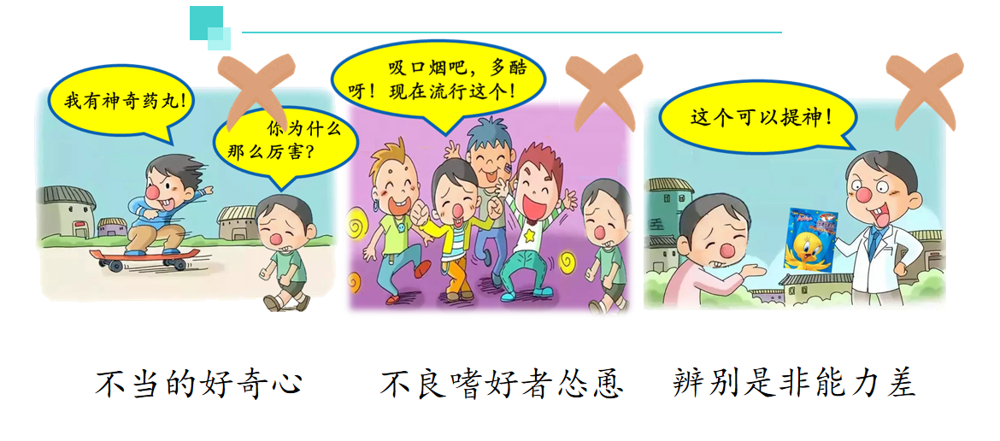 我有神奇药丸!
你为什么
那么厉害?
吸口烟吧，多酷
呀! 现在流行这个!
这个可以提神!
不当的好奇心
不良嗜好者怂恿
辨别是非能力差